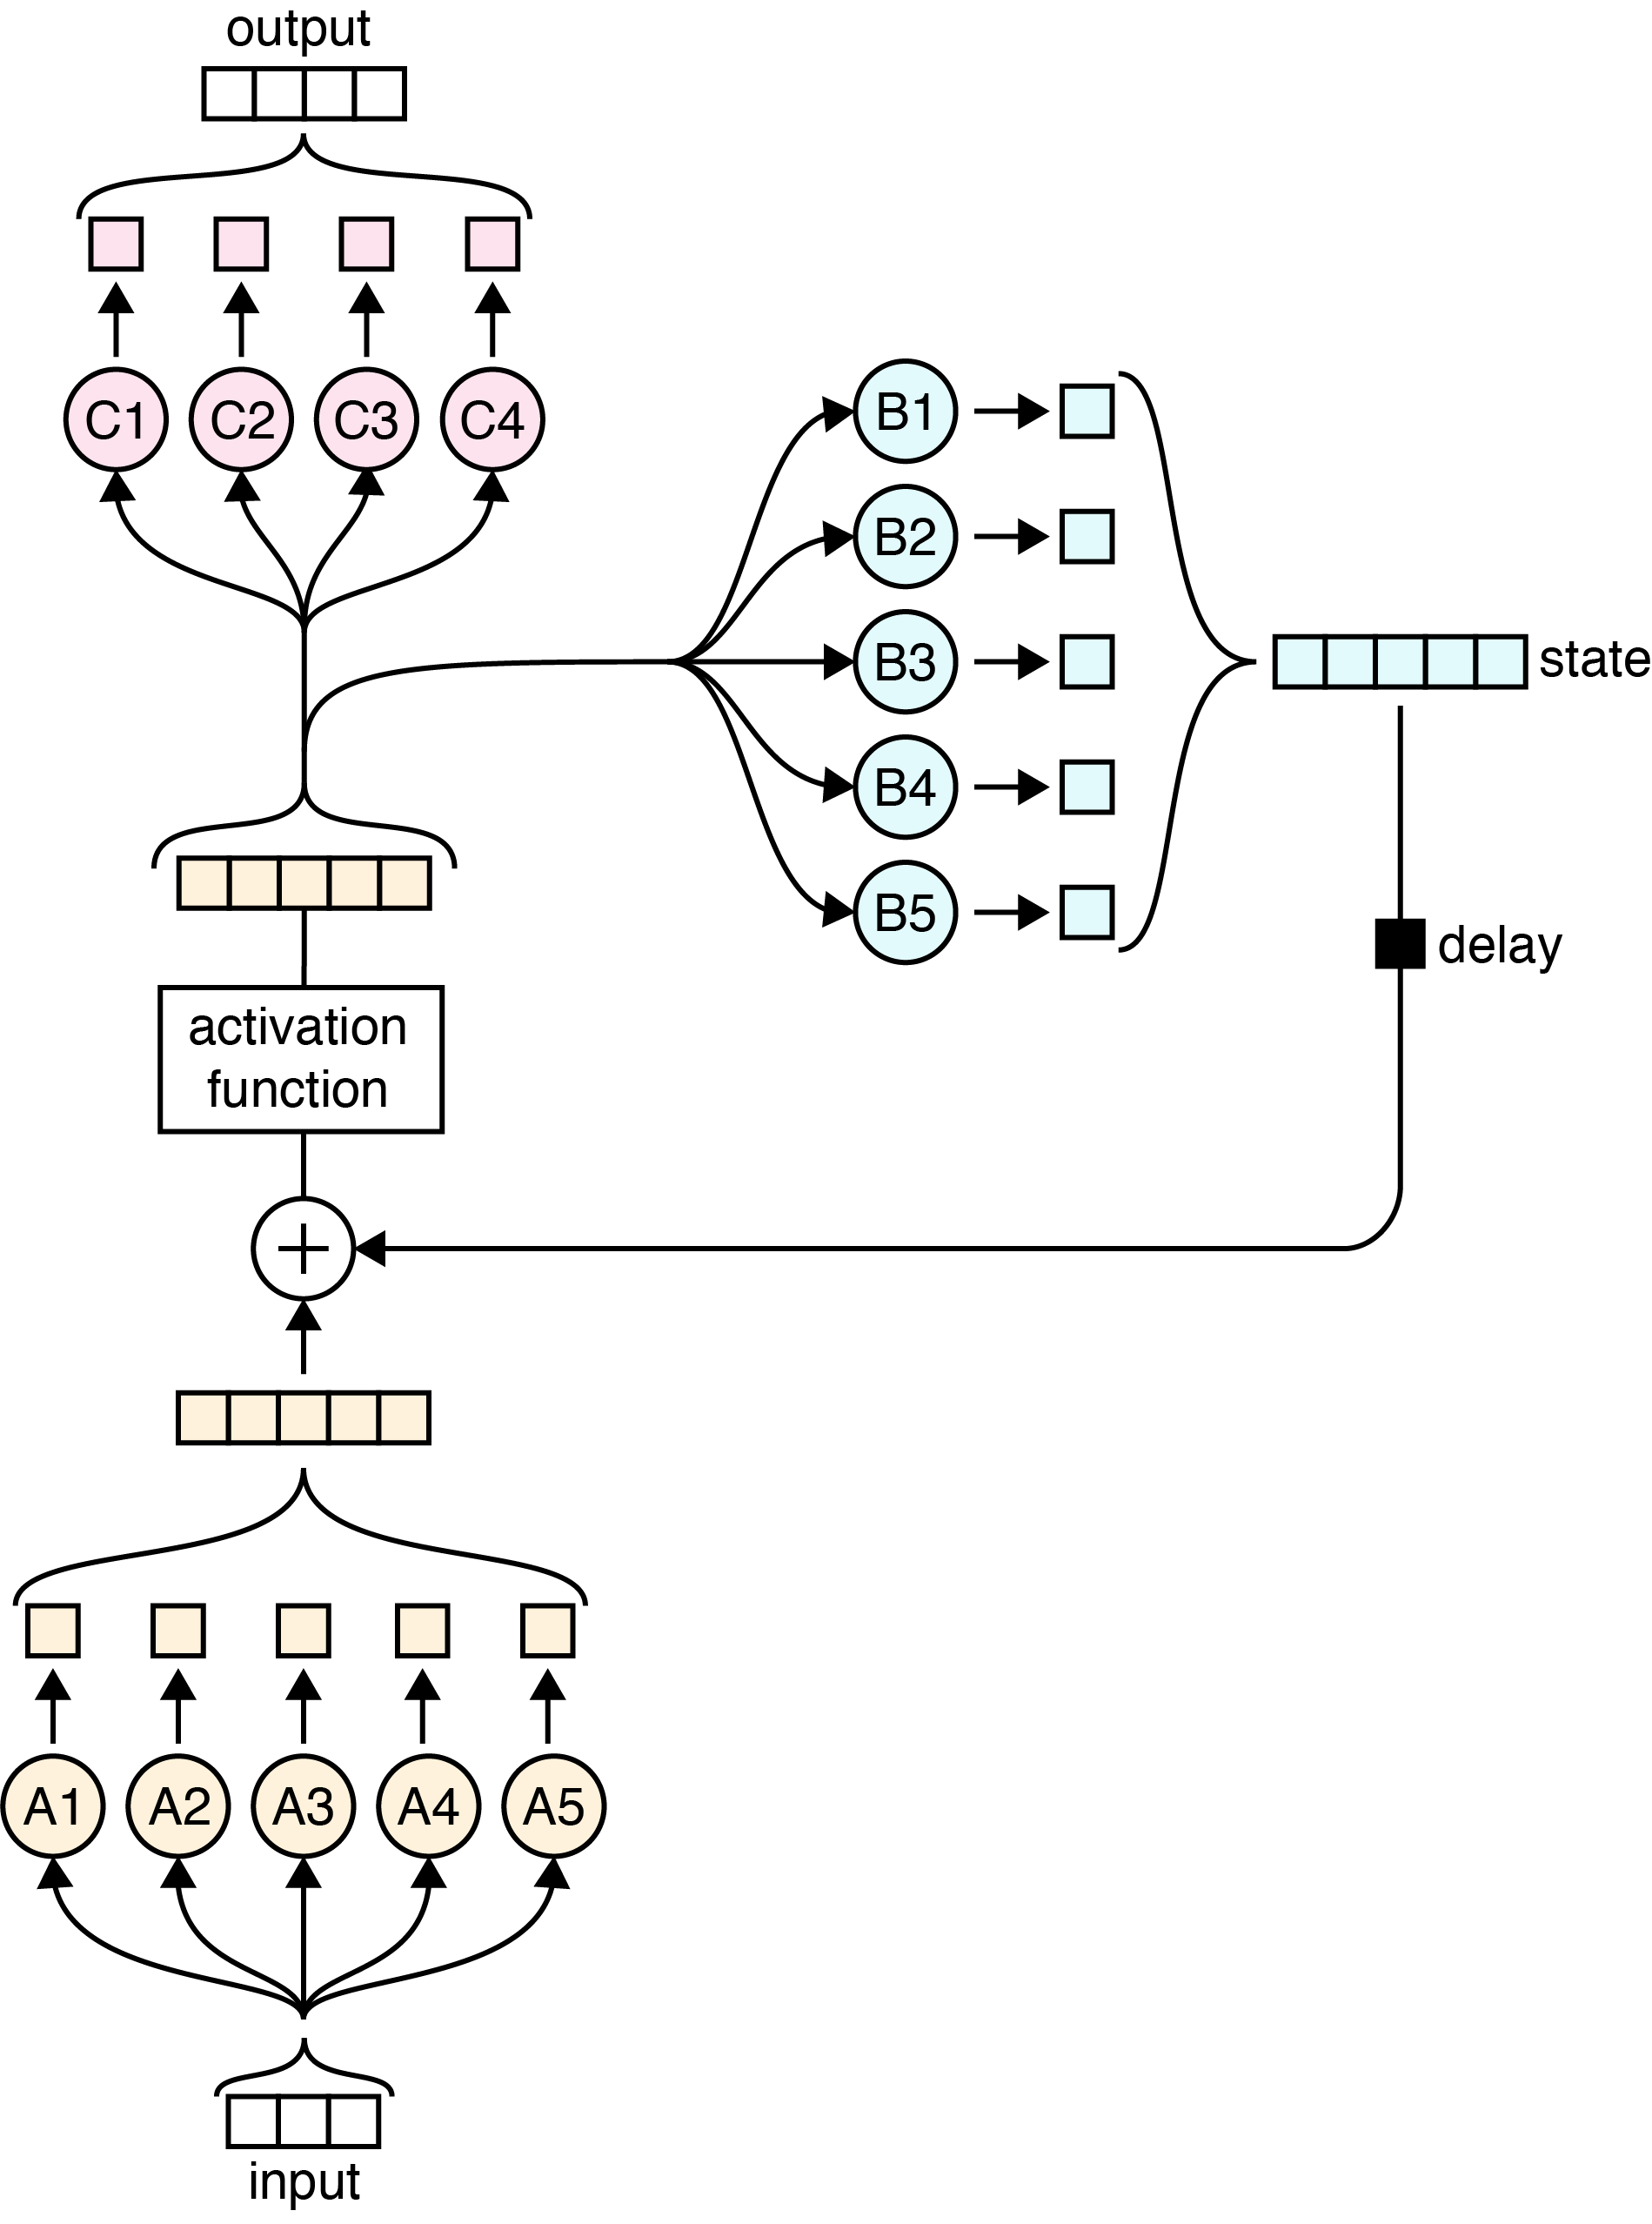 output
C1 C2 C3 C4
B1
B2
B3
B4
B5
state
delay
activation
function
+
A1 A2 A3 A4 A5
input